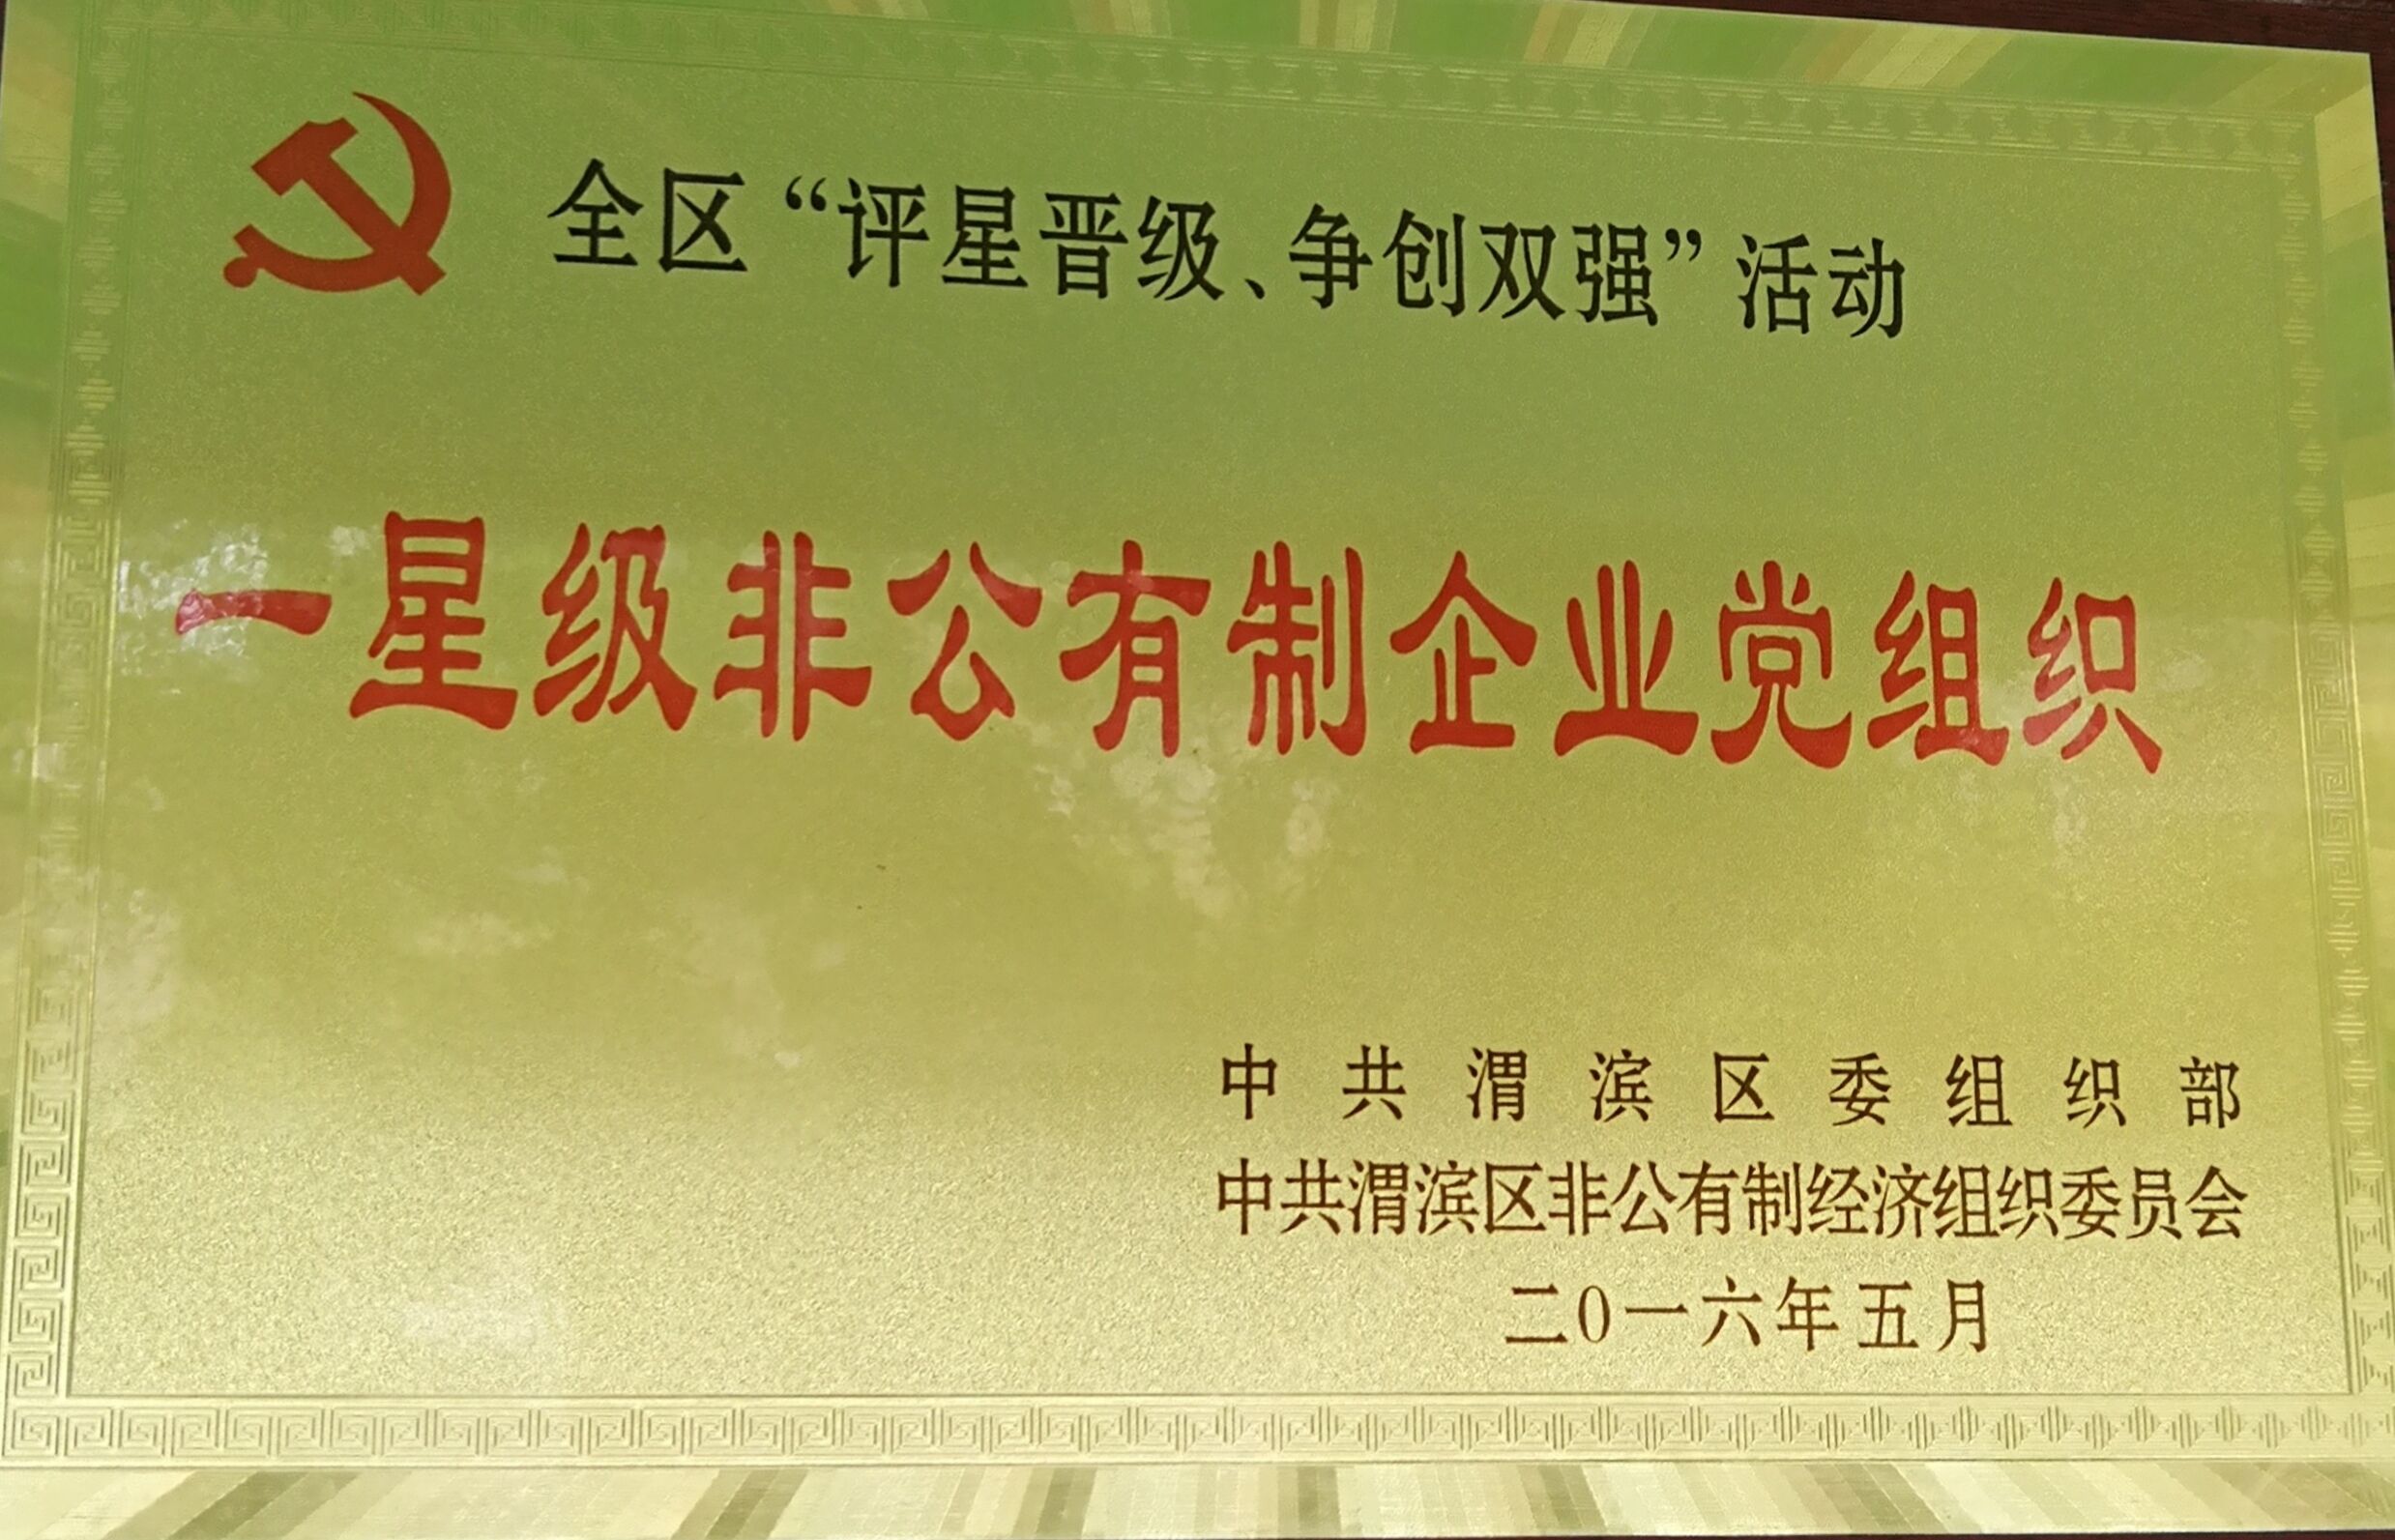 全区“评星晋级、争创双强”活动
一星级非公有制企业党组织
中共渭滨区委组织部
中共渭滨区非公有制经济组织委员会
二0一六年五月